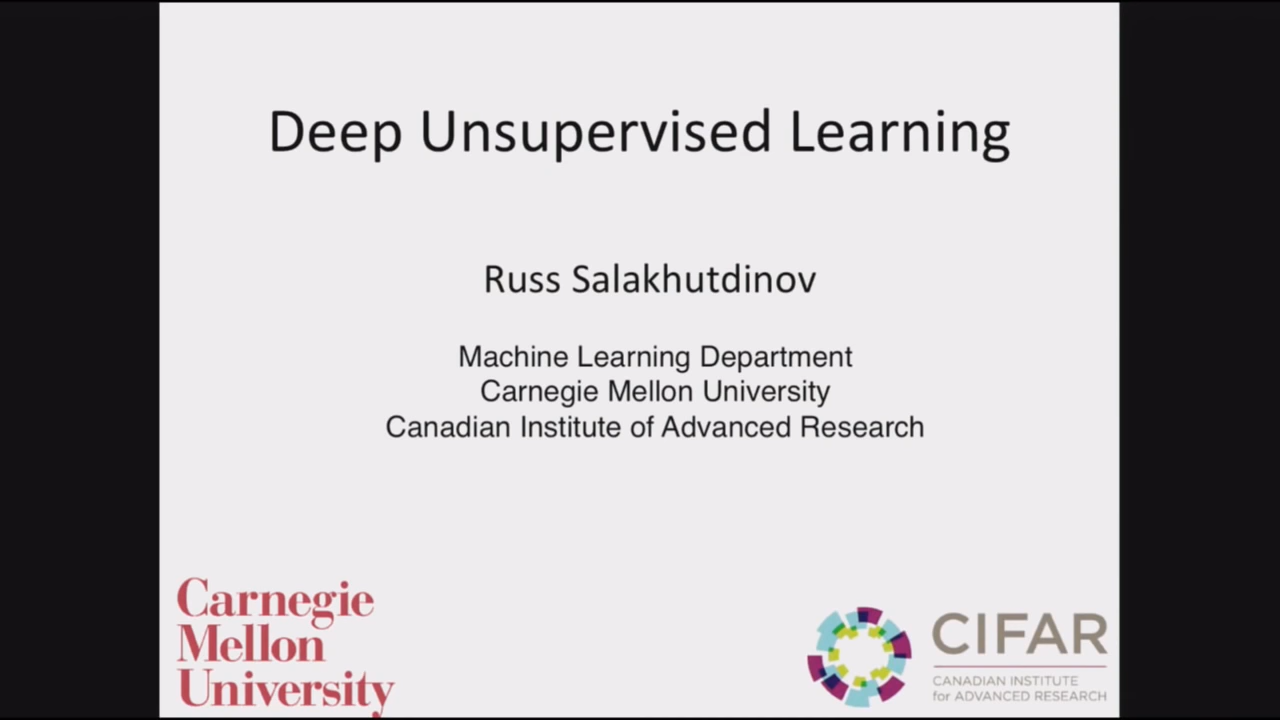 Deep Unsupervised Learning
Russ Salakhutdinov
Machine Learning Department
Carnegie Mellon University
Canadian Institute of Advanced Research
Carnegie
Mellon
University
CIFAR
CANADIAN INSTITUTE
for ADVANCED RESEARCH